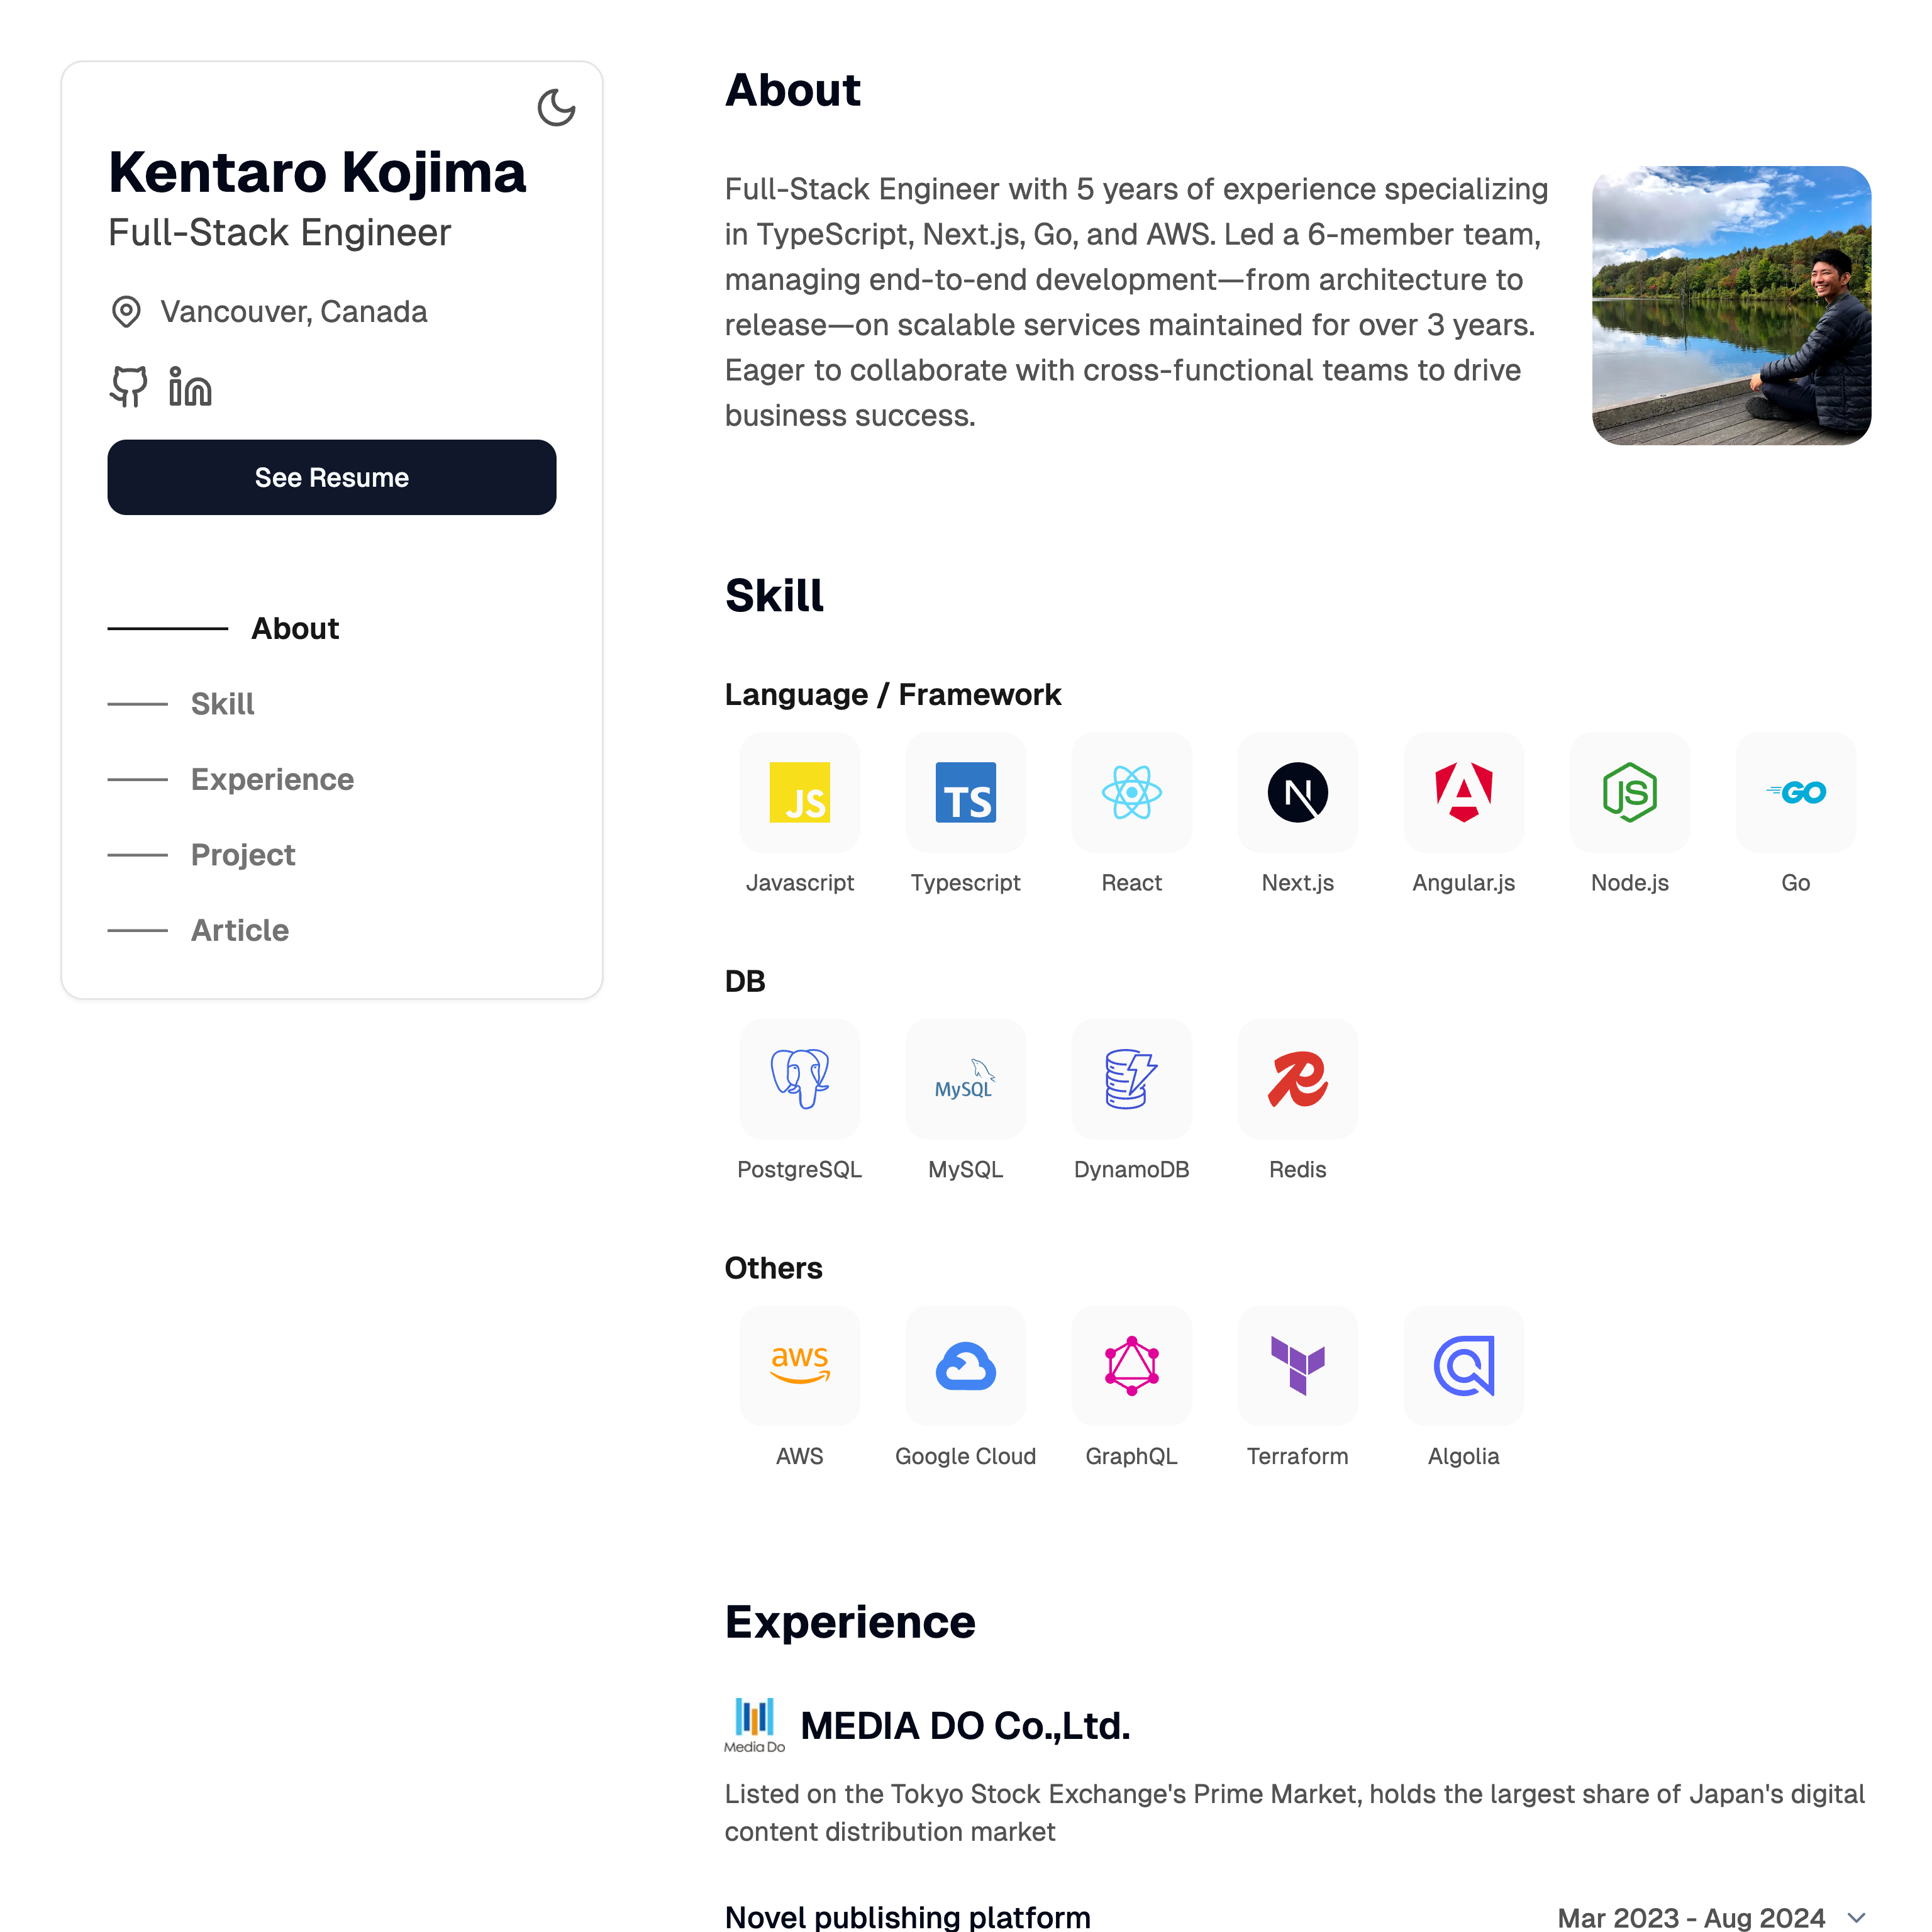 Kentaro Kojima
Full-Stack Engineer
Vancouver, Canada
See Resume
About
Skill
Experience
Project
Article
About
Full-Stack Engineer with 5 years of experience specializing
in TypeScript, Next.js, Go, and AWS. Led a 6-member team,
managing end-to-end development—from architecture to
release—on scalable services maintained for over 3 years.
Eager to collaborate with cross-functional teams to drive
business success.
Skill
Language / Framework
JS
TS
N
JS
GO
Javascript
Typescript
React
Next.js
Angular.js
Node.js
Go
DB
MySQL
PostgreSQL
MySQL
DynamoDB
Redis
Others
aws
AWS
Google Cloud
GraphQL
Terraform
Algolia
Experience
Media Do
MEDIA DO Co.,Ltd.
Listed on the Tokyo Stock Exchange's Prime Market, holds the largest share of Japan's digital
content distribution market
Novel publishing platform
Mar 2023 - Aug 2024